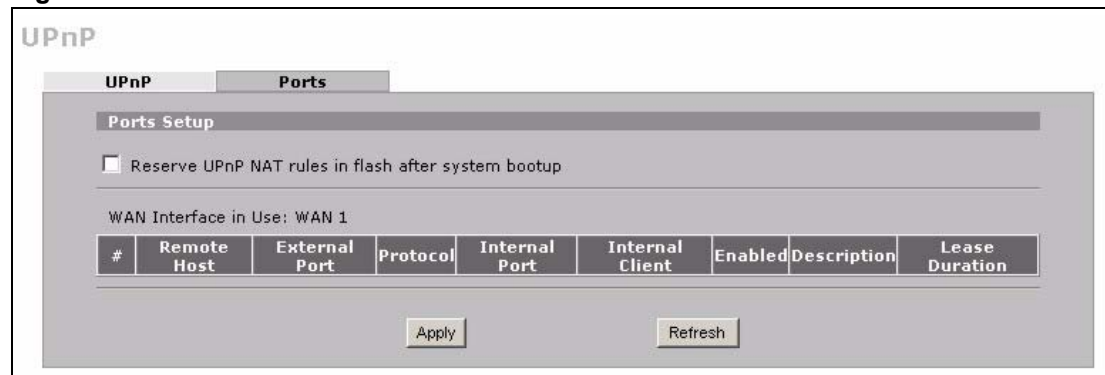 UPnP
UPnP Ports
Ports Setup
Reserve UPnP NAT rules in flash after system bootup
WAN Interface in Use: WAN 1
# Remote Host External Port Protocol Internal Port Internal Client Enabled Description Lease Duration
Apply Refresh